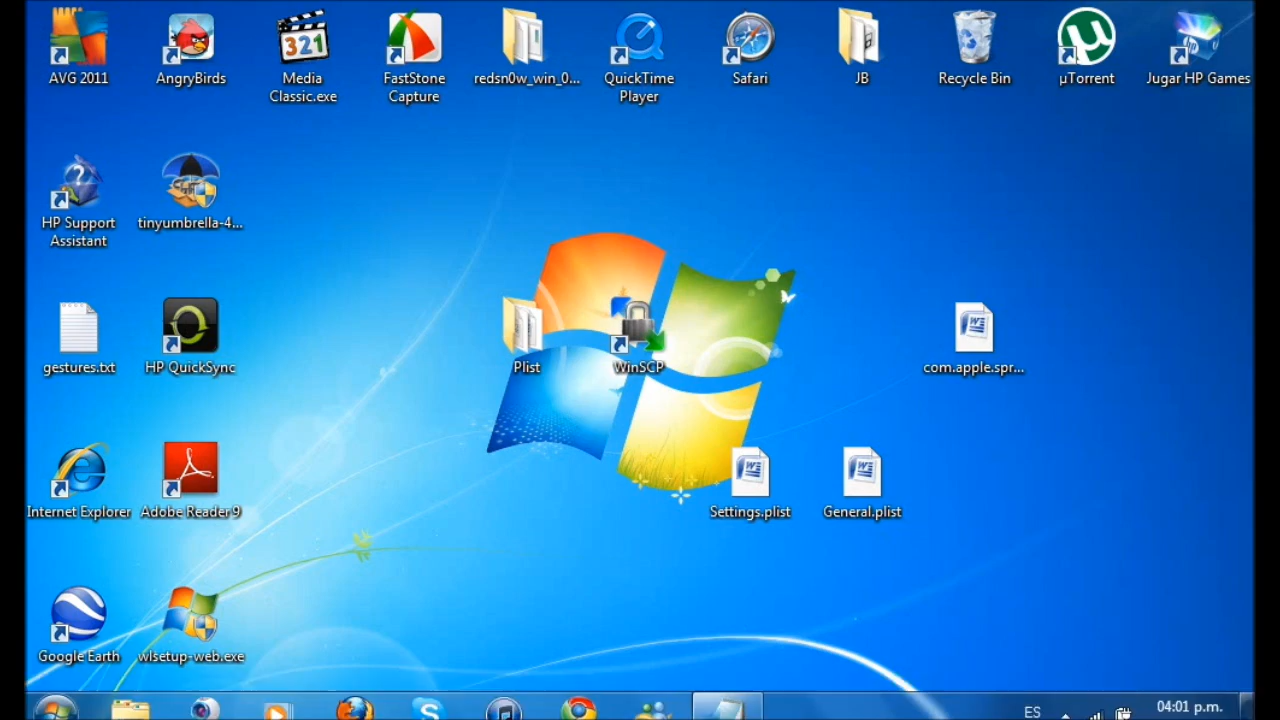 AVG 2011
AngryBirds
Media
Classic.exe
FastStone
Capture
redsn0w_win_0...
QuickTime
Player
Safari
JB
Recycle Bin
µTorrent
Jugar HP Games
HP Support
Assistant
tinyumbrella-4...
gestures.txt
HP QuickSync
Plist
WinSCP
com.apple.spr...
Internet Explorer
Adobe Reader 9
Settings.plist
General.plist
Google Earth
wlsetup-web.exe
ES
04:01 p.m.